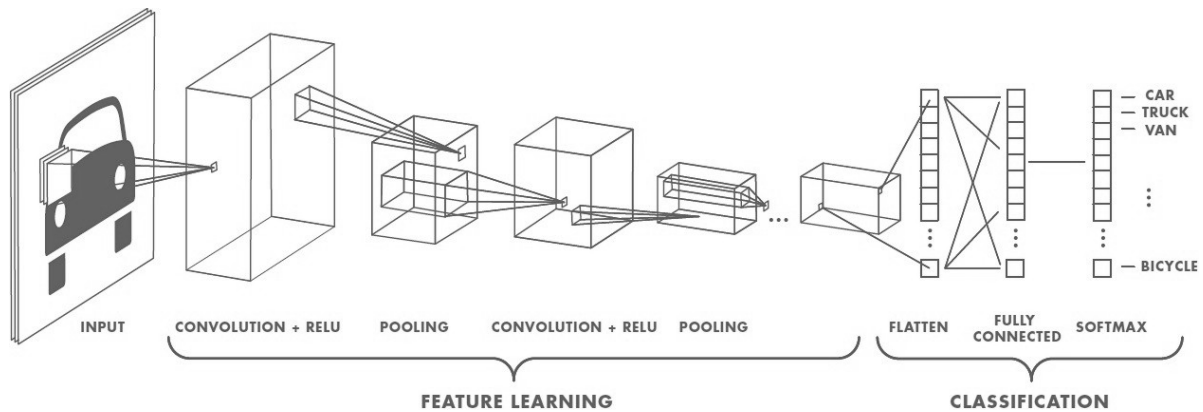 CAR
TRUCK
VAN
BICYCLE
INPUT
CONVOLUTION + RELU
POOLING
CONVOLUTION + RELU
POOLING
FLATTEN
FULLY
CONNECTED
SOFTMAX
FEATURE LEARNING
CLASSIFICATION